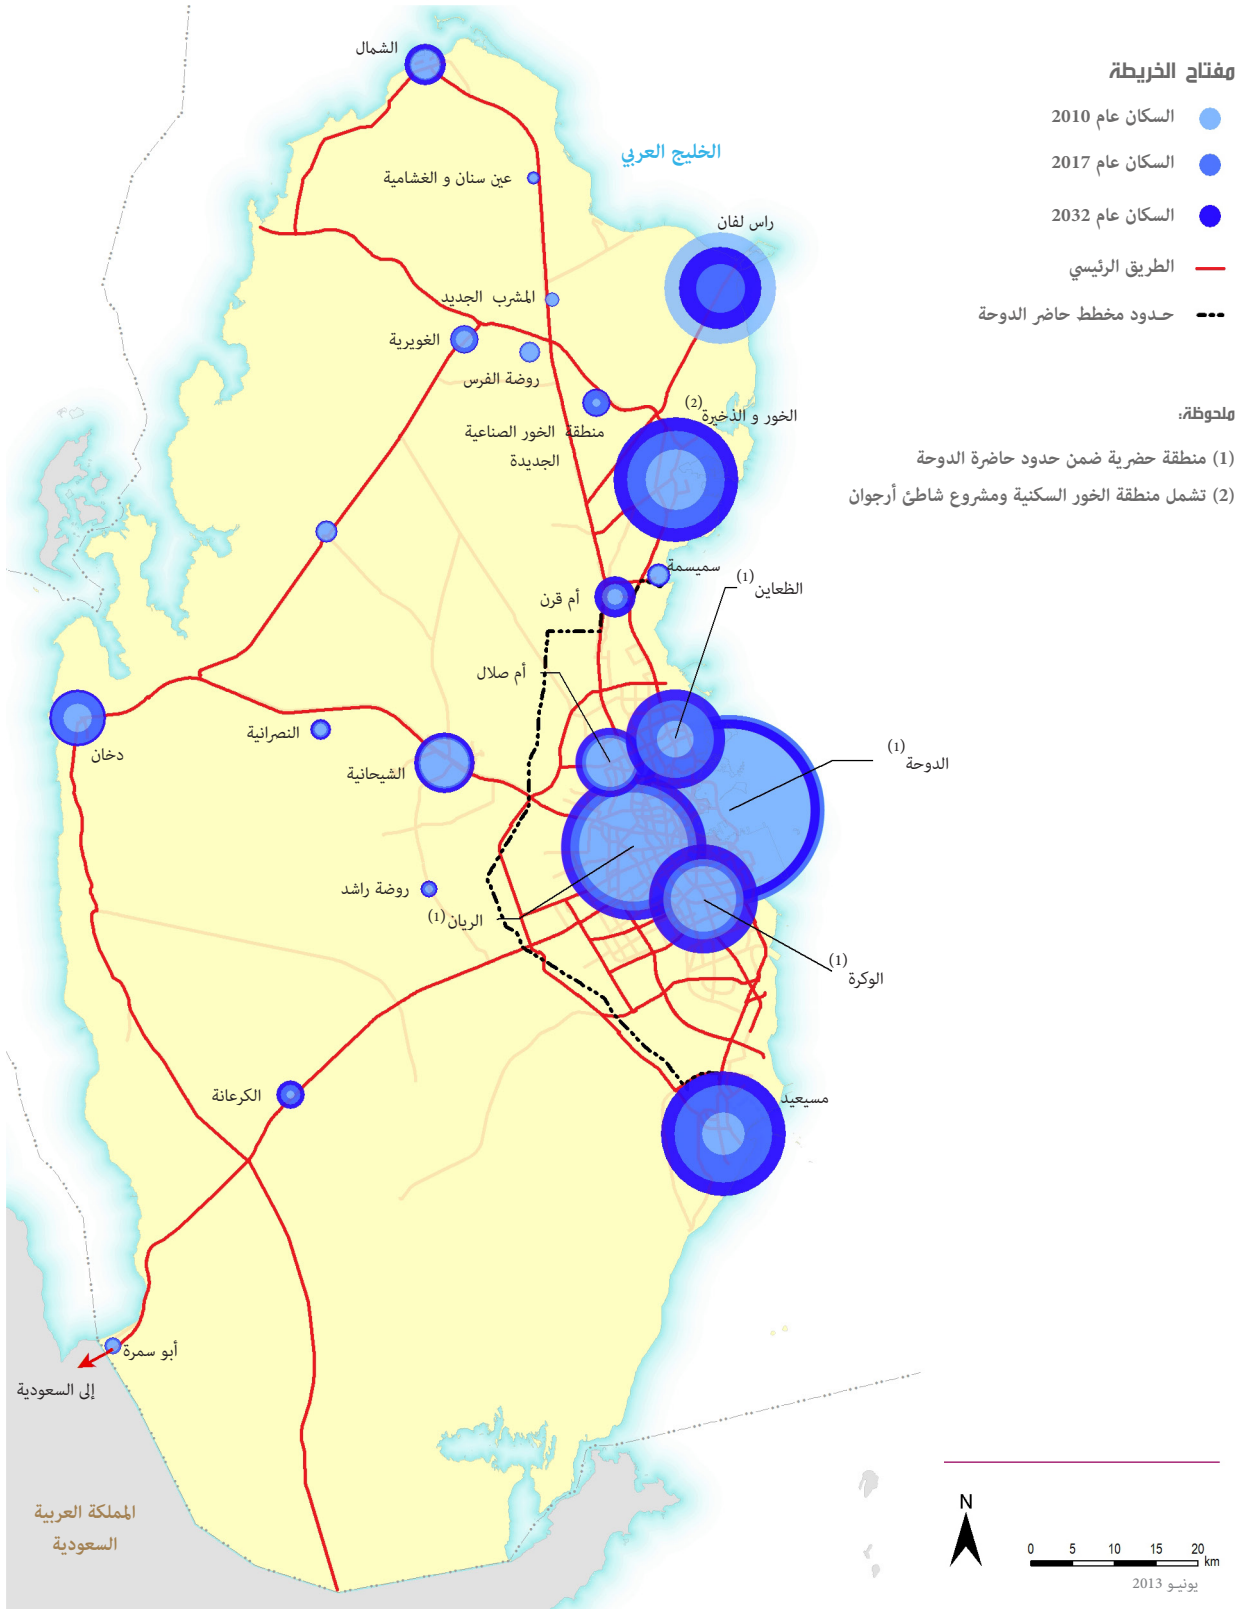 مفتاح الخريطة
السكان عام 2010
السكان عام 2017
السكان عام 2032
الطريق الرئيسي
حـدود مخطط حاضر الدوحة
ملحوظة:
(1) منطقة حضرية ضمن حدود حاضرة الدوحة
(2) تشمل منطقة الخور السكنية ومشروع شاطئ أرجوان
الشمال
الخليج العربي
عين سنان و الغشامية
راس لفان
المشرب الجديد
الغويرية
روضة الفرس
الخور و الذخيرة (2)
منطقة الخور الصناعية
الجديدة
سميسمة
الظعاين (1)
أم قرن
أم صلال
دخان
النصرانية
الشيحانية
الدوحة (1)
روضة راشد
الريان (1)
الوكرة (1)
الكرعانة
مسيعيد
أبو سمرة
إلى السعودية
المملكة العربية
السعودية
N
0 5 10 15 20 km
يونيـو 2013